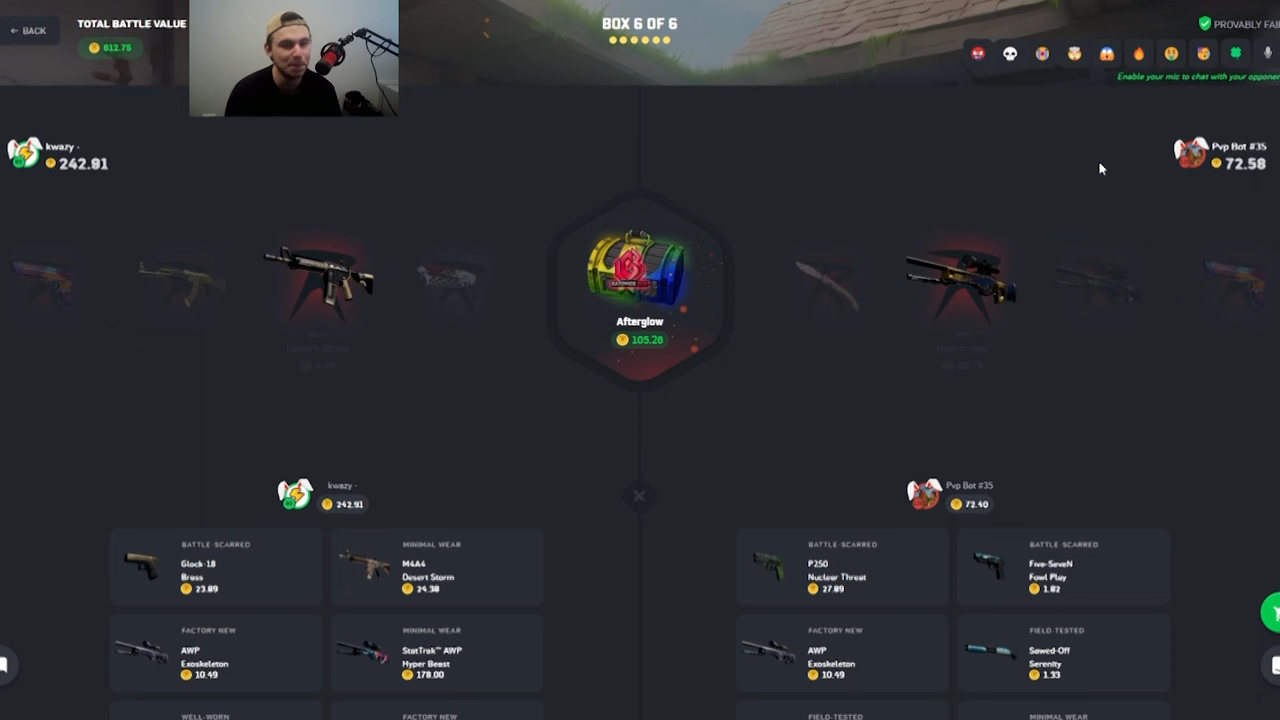 ← BACK
TOTAL BATTLE VALUE
612.75
BOX 6 OF 6
PROVABLY FAI
Enable your mic to chat with your opponen
kwazy -
242.91
Pvp Bot #35
72.58
KATOWICE
Afterglow
105.26
kwazy -
242.91
Pvp Bot #35
72.40
BATTLE-SCARRED
Glock-18
Brass
23.89
MINIMAL WEAR
M4A4
Desert Storm
24.38
BATTLE-SCARRED
P250
Nuclear Threat
27.89
BATTLE-SCARRED
Five-SeveN
Fowl Play
1.82
FACTORY NEW
AWP
Exoskeleton
10.49
MINIMAL WEAR
StatTrak™ AWP
Hyper Beast
178.00
FACTORY NEW
AWP
Exoskeleton
10.49
FIELD-TESTED
Sawed-Off
Serenity
1.33
WELL-WORN
FACTORY NEW
FIELD-TESTED
MINIMAL WEAR